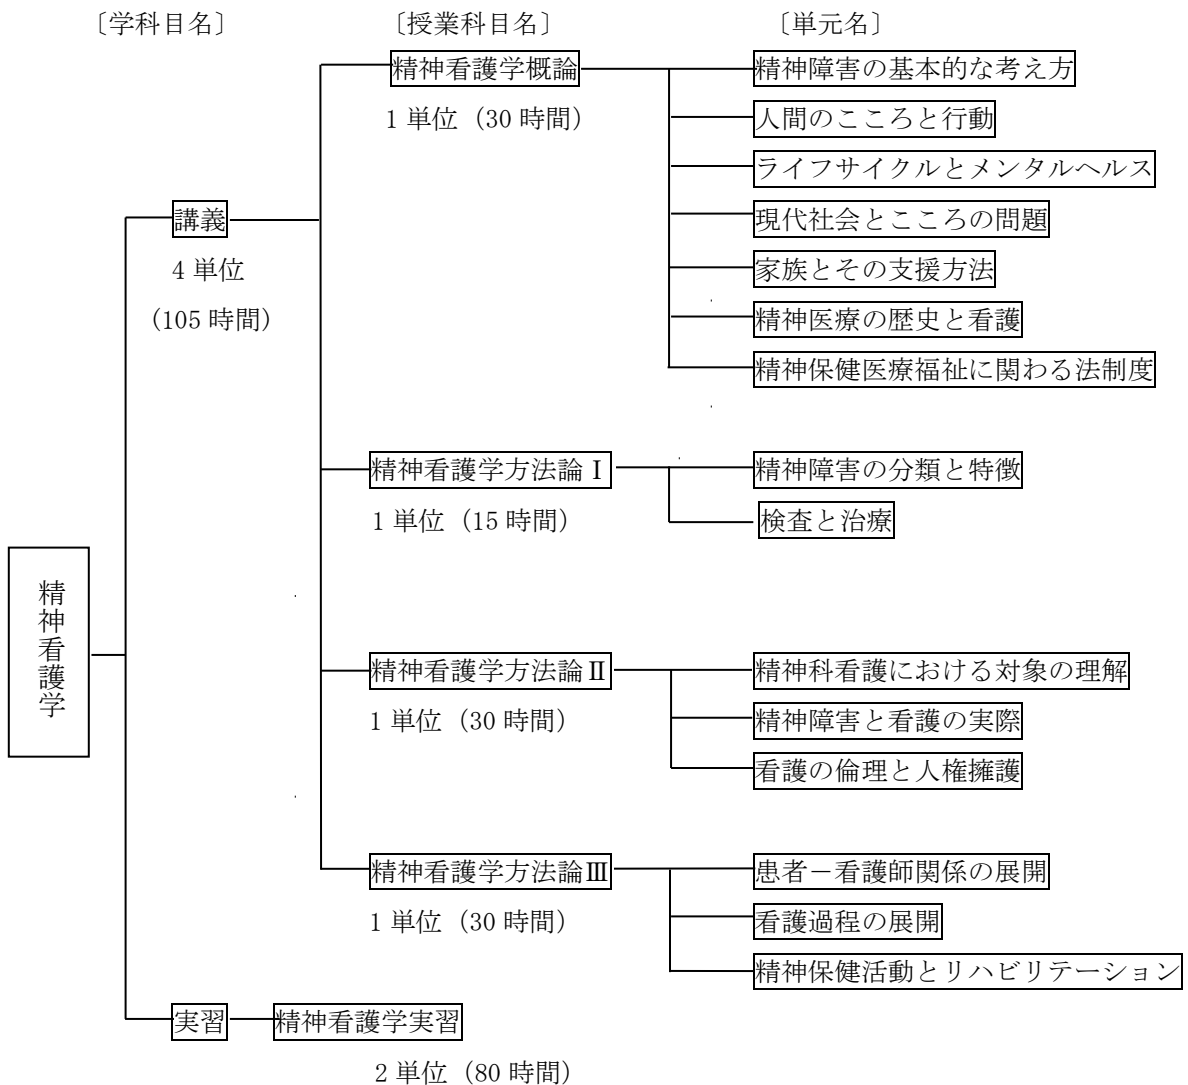 〔学科目名〕 〔授業科目名〕 〔単元名〕
精神看護学
講義
4 単位
（105 時間）
精神看護学概論
1 単位（30 時間）
精神障害の基本的な考え方
人間のこころと行動
ライフサイクルとメンタルヘルス
現代社会とこころの問題
家族とその支援方法
精神医療の歴史と看護
精神保健医療福祉に関わる法制度
精神看護学方法論Ⅰ
1 単位（15 時間）
精神障害の分類と特徴
検査と治療
精神看護学方法論Ⅱ
1 単位（30 時間）
精神科看護における対象の理解
精神障害と看護の実際
看護の倫理と人権擁護
精神看護学方法論Ⅲ
1 単位（30 時間）
患者－看護師関係の展開
看護過程の展開
精神保健活動とリハビリテーション
実習
精神看護学実習
2 単位（80 時間）